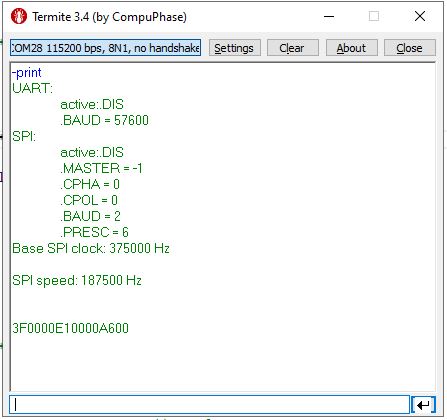 Termite 3.4 (by CompuPhase)
COM28 115200 bps, 8N1, no handshake
Settings
Clear
About
Close
-print
UART:
active:.DIS
.BAUD = 57600
SPI:
active:.DIS
.MASTER = -1
.CPHA = 0
.CPOL = 0
.BAUD = 2
.PRESC = 6
Base SPI clock: 375000 Hz
SPI speed: 187500 Hz
3F0000E10000A600